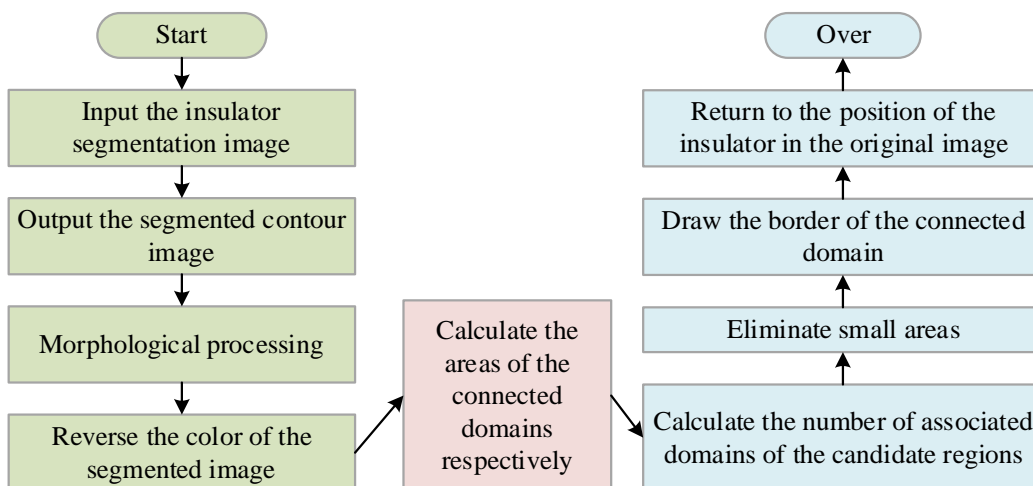 Start
Input the insulator
segmentation image
Output the segmented contour
image
Morphological processing
Reverse the color of the
segmented image
Calculate the
areas of the
connected
domains
respectively
Calculate the number of associated
domains of the candidate regions
Eliminate small areas
Draw the border of the connected
domain
Return to the position of the
insulator in the original image
Over